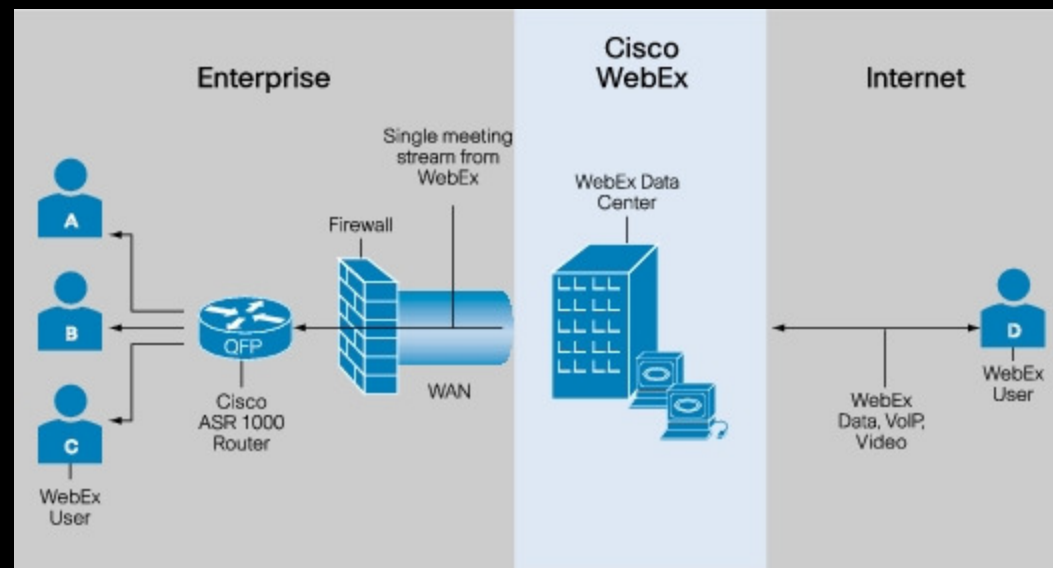 Enterprise
Cisco
WebEx
Internet
Single meeting
stream from
WebEx
WebEx Data
Center
Firewall
A
B
C
D
QFP
WAN
Cisco
ASR 1000
Router
WebEx
User
WebEx
Data, VoIP,
Video
WebEx
User